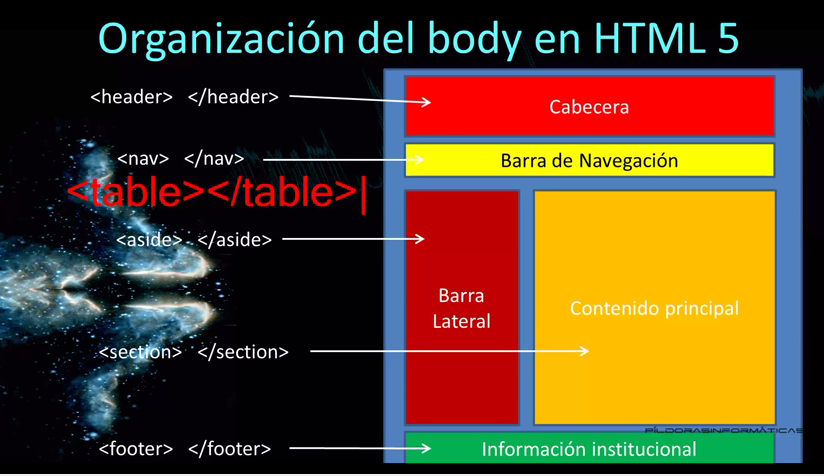 Organización del body en HTML 5
<header> </header>
Cabecera
<nav> </nav>
Barra de Navegación
<table></table>|
<aside> </aside>
Barra
Lateral
Contenido principal
<section> </section>
PÍLDORASINFORMÁTICAS
<footer> </footer>
Información institucional